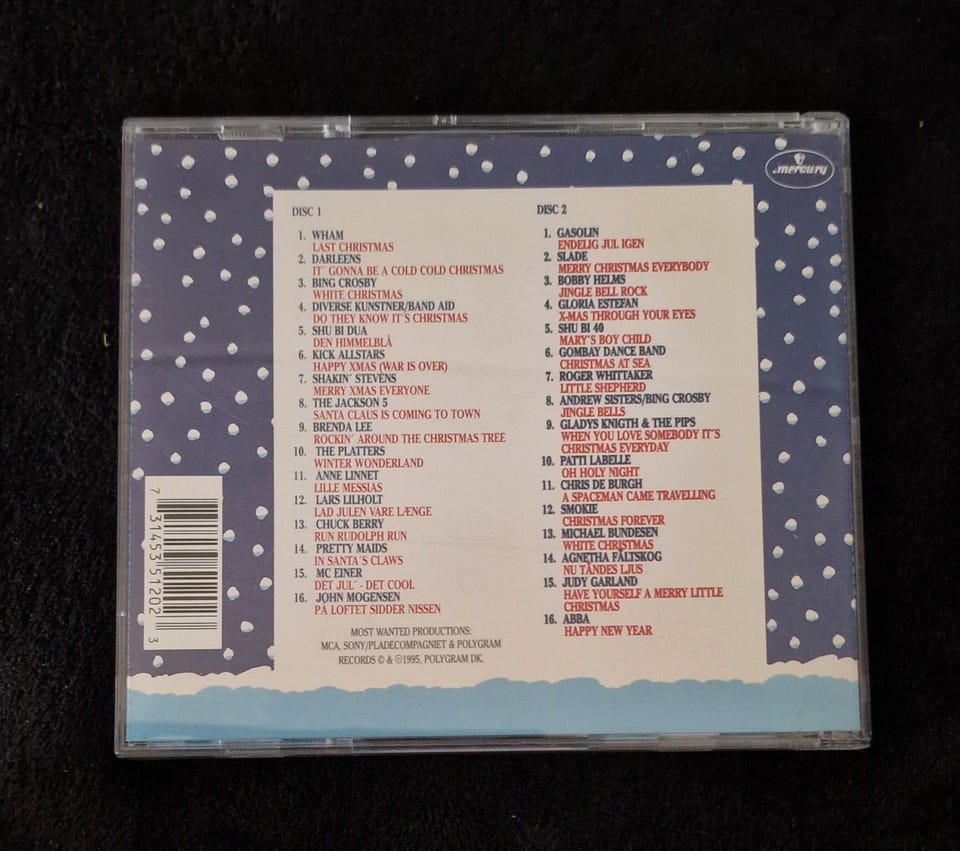 mercury
DISC 1
1. WHAM
LAST CHRISTMAS
2. DARLEENS
IT´ GONNA BE A COLD COLD CHRISTMAS
3. BING CROSBY
WHITE CHRISTMAS
4. DIVERSE KUNSTNER/BAND AID
DO THEY KNOW IT´S CHRISTMAS
5. SHU BI DUA
DEN HIMMELBLÅ
6. KICK ALLSTARS
HAPPY XMAS (WAR IS OVER)
7. SHAKIN´ STEVENS
MERRY XMAS EVERYONE
8. THE JACKSON 5
SANTA CLAUS IS COMING TO TOWN
9. BRENDA LEE
ROCKIN´ AROUND THE CHRISTMAS TREE
10. THE PLATTERS
WINTER WONDERLAND
11. ANNE LINNET
LILLE MESSIAS
12. LARS LILHOLT
LAD JULEN VARE LÆNGE
13. CHUCK BERRY
RUN RUDOLPH RUN
14. PRETTY MAIDS
IN SANTA´S CLAWS
15. MC EINER
DET JUL´ - DET COOL
16. JOHN MOGENSEN
PÅ LOFTET SIDDER NISSEN
MOST WANTED PRODUCTIONS:
MCA, SONY/PLADECOMPAGNIET & POLYGRAM
RECORDS © & ℗1995, POLYGRAM DK.
DISC 2
1. GASOLIN
ENDELIG JUL IGEN
2. SLADE
MERRY CHRISTMAS EVERYBODY
3. BOBBY HELMS
JINGLE BELL ROCK
4. GLORIA ESTEFAN
X-MAS THROUGH YOUR EYES
5. SHU BI 40
MARY´S BOY CHILD
6. GOMBAY DANCE BAND
CHRISTMAS AT SEA
7. ROGER WHITTAKER
LITTLE SHEPHERD
8. ANDREW SISTERS/BING CROSBY
JINGLE BELLS
9. GLADYS KNIGTH & THE PIPS
WHEN YOU LOVE SOMEBODY IT´S
CHRISTMAS EVERYDAY
10. PATTI LABELLE
OH HOLY NIGHT
11. CHRIS DE BURGH
A SPACEMAN CAME TRAVELLING
12. SMOKIE
CHRISTMAS FOREVER
13. MICHAEL BUNDESEN
WHITE CHRISTMAS
14. AGNETHA FÄLTSKOG
NU TÄNDES LJUS
15. JUDY GARLAND
HAVE YOURSELF A MERRY LITTLE
CHRISTMAS
16. ABBA
HAPPY NEW YEAR
7 31453 51202 3